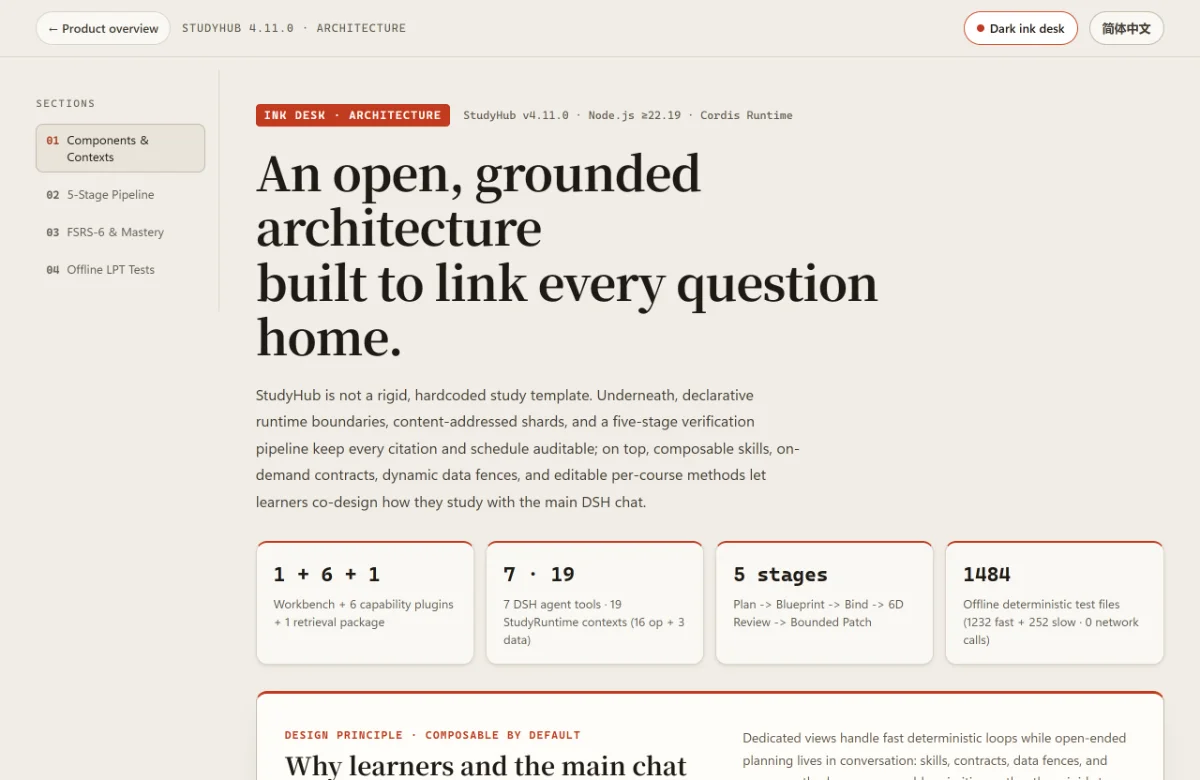 ← Product overview
STUDYHUB 4.11.0 · ARCHITECTURE
Dark ink desk
简体中文
SECTIONS
01 Components &
Contexts
02 5-Stage Pipeline
03 FSRS-6 & Mastery
04 Offline LPT Tests
INK DESK · ARCHITECTURE
StudyHub v4.11.0 · Node.js ≥22.19 · Cordis Runtime
An open, grounded
architecture
built to link every question
home.
StudyHub is not a rigid, hardcoded study template. Underneath, declarative
runtime boundaries, content-addressed shards, and a five-stage verification
pipeline keep every citation and schedule auditable; on top, composable skills, on-
demand contracts, dynamic data fences, and editable per-course methods let
learners co-design how they study with the main DSH chat.
1 + 6 + 1
Workbench + 6 capability plugins
+ 1 retrieval package
7 · 19
7 DSH agent tools · 19
StudyRuntime contexts (16 op + 3
data)
5 stages
Plan -> Blueprint -> Bind -> 6D
Review -> Bounded Patch
1484
Offline deterministic test files
(1232 fast + 252 slow · 0 network
calls)
DESIGN PRINCIPLE · COMPOSABLE BY DEFAULT
Why learners and the main chat
Dedicated views handle fast deterministic loops while open-ended
planning lives in conversation: skills, contracts, data fences, and